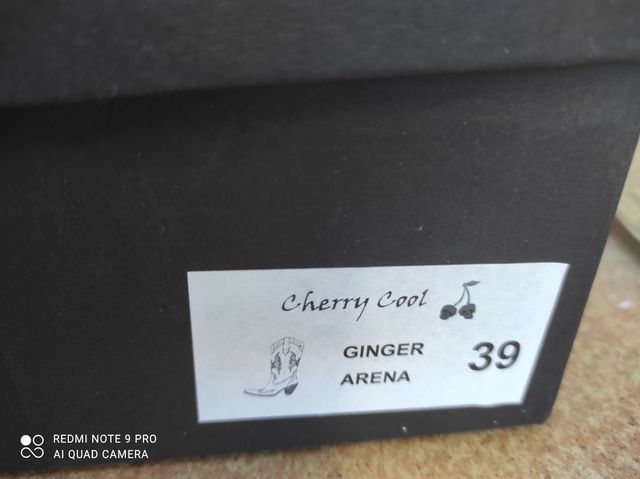 Cherry Cool
GINGER
ARENA
39
REDMI NOTE 9 PRO
AI QUAD CAMERA